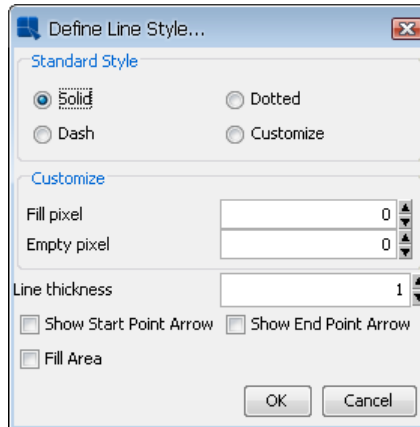 Define Line Style...
Standard Style
Solid Dotted
Dash Customize
Customize
Fill pixel 0
Empty pixel 0
Line thickness 1
Show Start Point Arrow Show End Point Arrow
Fill Area
OK Cancel